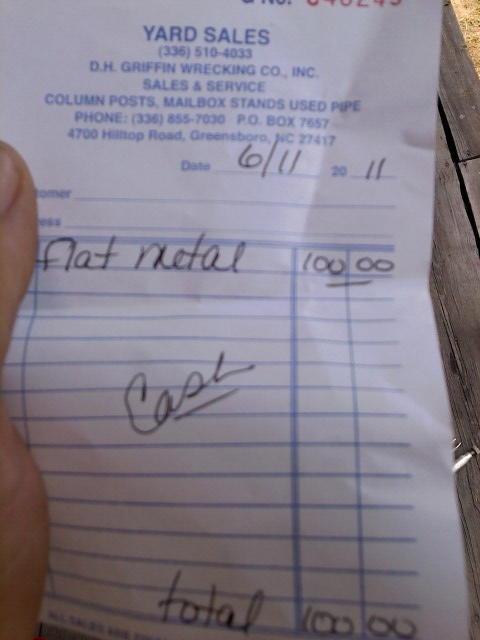 YARD SALES
(336) 510-4033
D.H. GRIFFIN WRECKING CO., INC.
SALES & SERVICE
COLUMN POSTS, MAILBOX STANDS USED PIPE
PHONE: (336) 855-7030 P.O. BOX 7657
4700 Hilltop Road, Greensboro, NC 27417
Date 6/11 20 11
flat metal 100 00
Cash
total 100 00